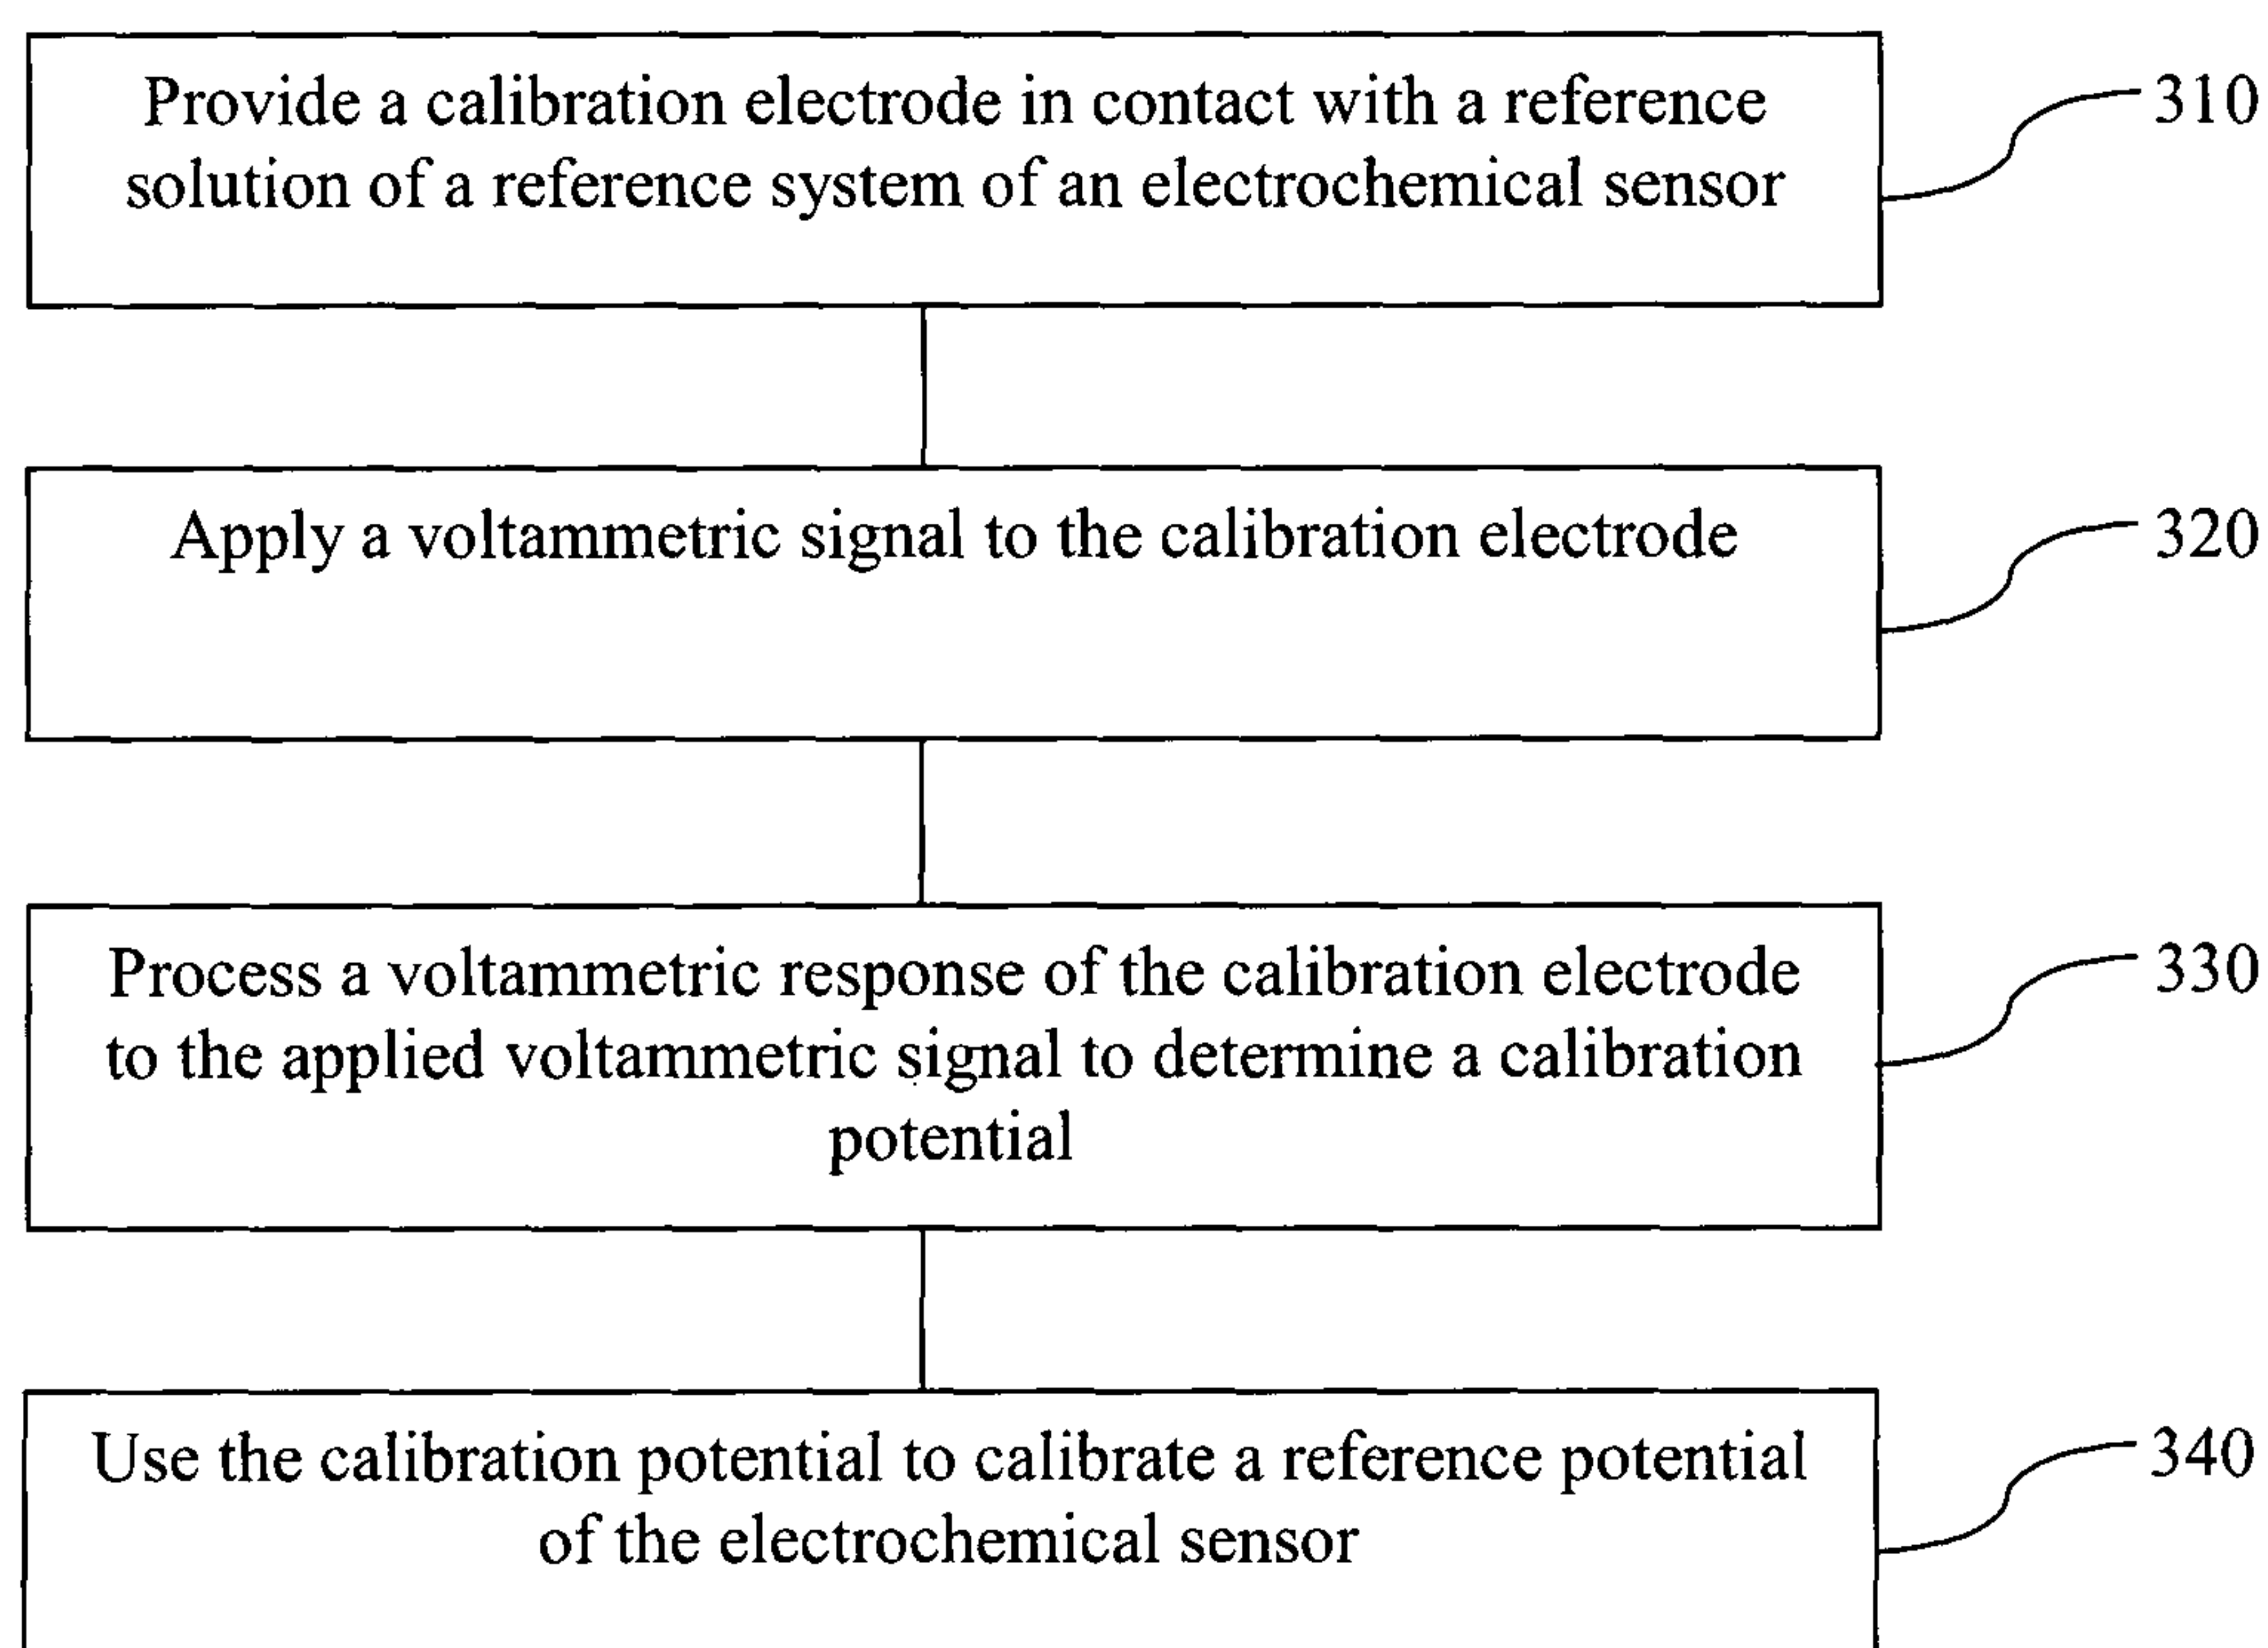 Provide a calibration electrode in contact with a reference
solution of a reference system of an electrochemical sensor
310
Apply a voltammetric signal to the calibration electrode
320
Process a voltammetric response of the calibration electrode
to the applied voltammetric signal to determine a calibration
potential
330
Use the calibration potential to calibrate a reference potential
of the electrochemical sensor
340